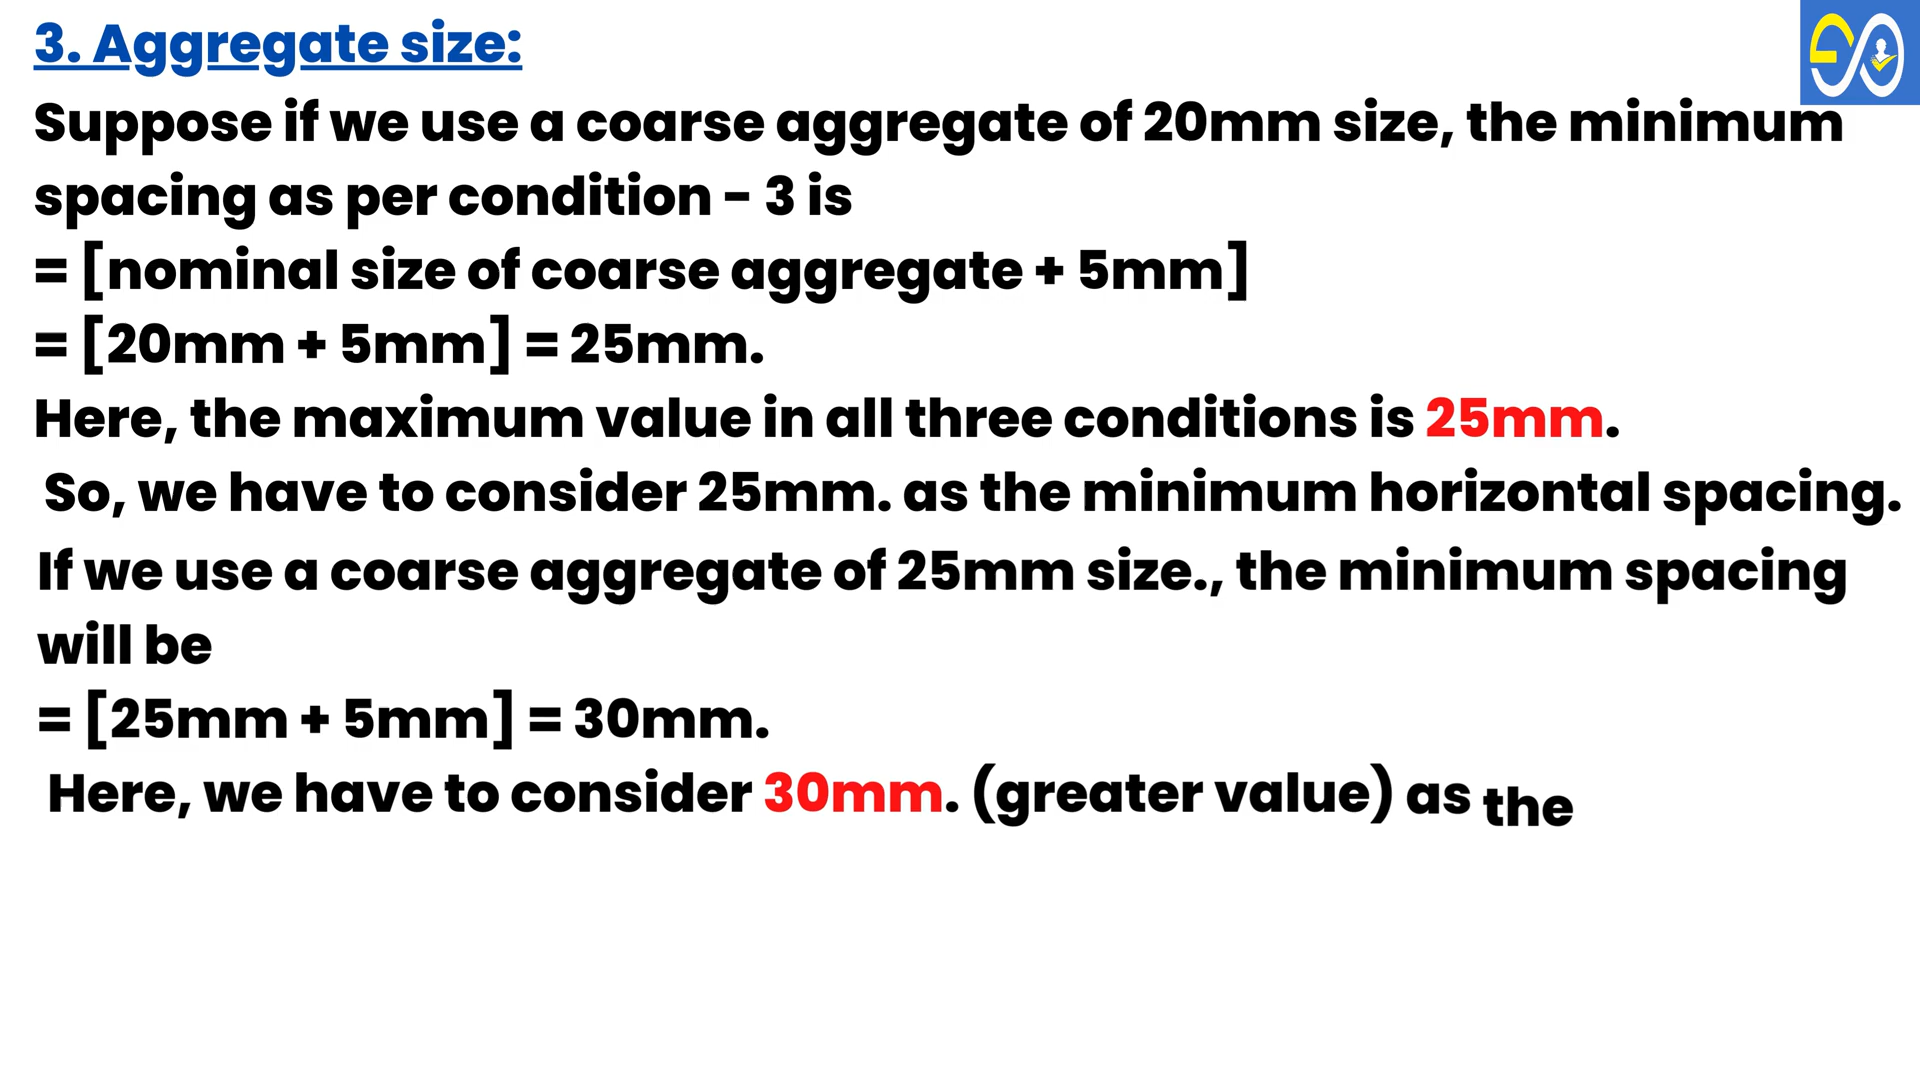 3. Aggregate size:
Suppose if we use a coarse aggregate of 20mm size, the minimum
spacing as per condition - 3 is
= [nominal size of coarse aggregate + 5mm]
= [20mm + 5mm] = 25mm.
Here, the maximum value in all three conditions is 25mm.
So, we have to consider 25mm. as the minimum horizontal spacing.
If we use a coarse aggregate of 25mm size., the minimum spacing
will be
= [25mm + 5mm] = 30mm.
Here, we have to consider 30mm. (greater value) as the